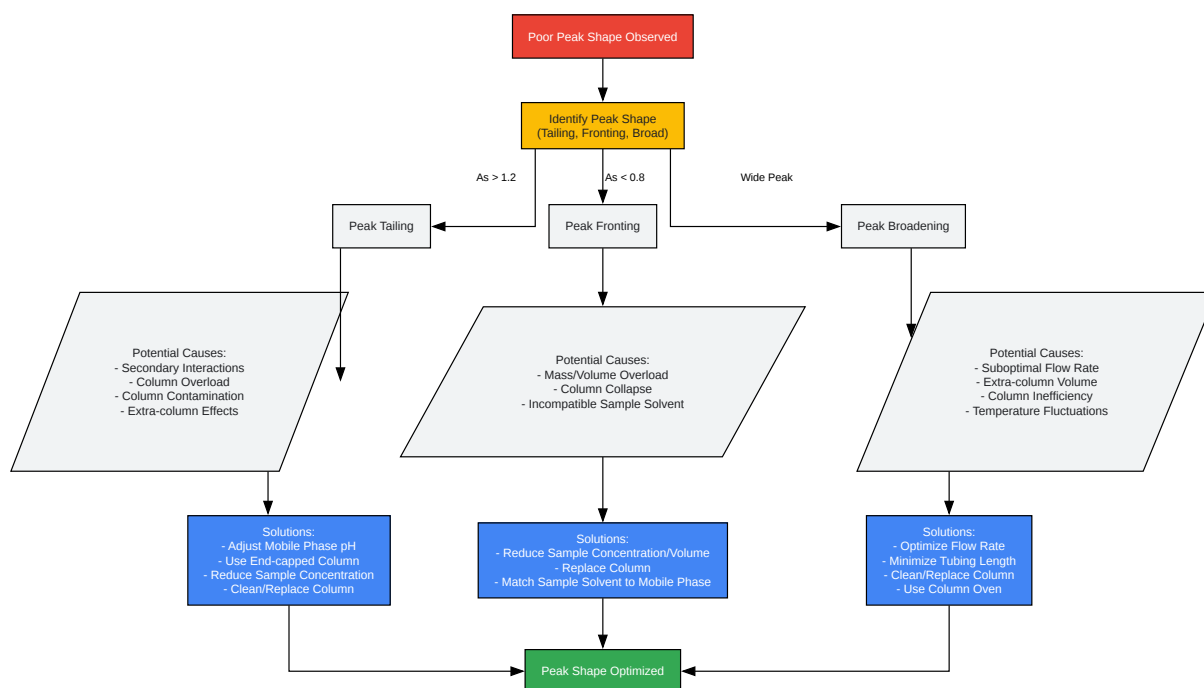 Poor Peak Shape Observed
Identify Peak Shape
(Tailing, Fronting, Broad)
As > 1.2
As < 0.8
Wide Peak
Peak Tailing
Peak Fronting
Peak Broadening
Potential Causes:
- Secondary Interactions
- Column Overload
- Column Contamination
- Extra-column Effects
Potential Causes:
- Mass/Volume Overload
- Column Collapse
- Incompatible Sample Solvent
Potential Causes:
- Suboptimal Flow Rate
- Extra-column Volume
- Column Inefficiency
- Temperature Fluctuations
Solutions:
- Adjust Mobile Phase pH
- Use End-capped Column
- Reduce Sample Concentration
- Clean/Replace Column
Solutions:
- Reduce Sample Concentration/Volume
- Replace Column
- Match Sample Solvent to Mobile Phase
Solutions:
- Optimize Flow Rate
- Minimize Tubing Length
- Clean/Replace Column
- Use Column Oven
Peak Shape Optimized